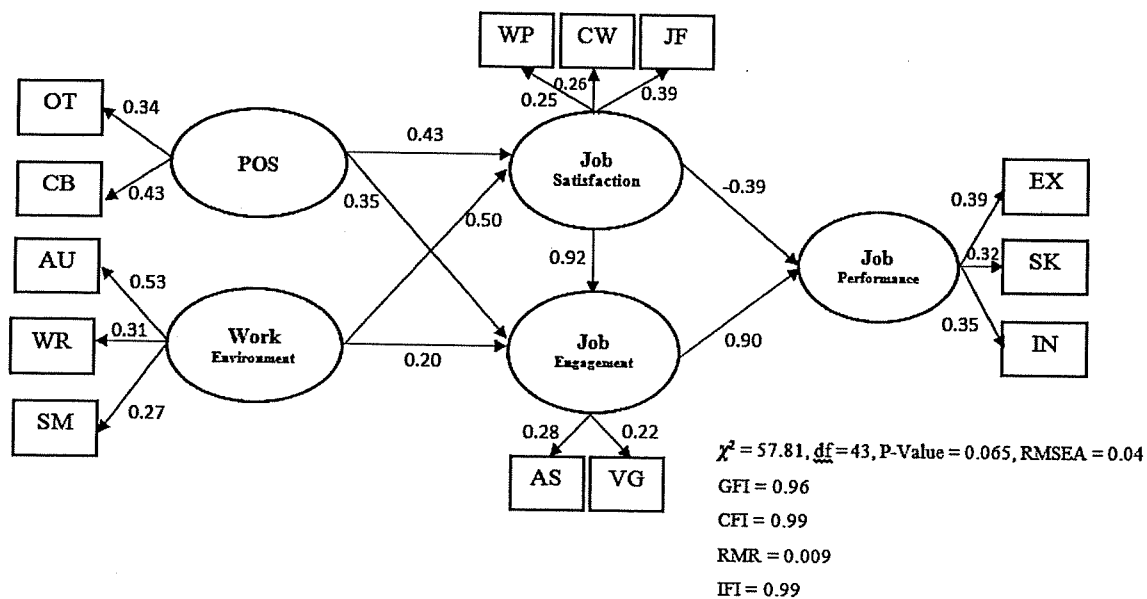 WP CW JF
0.25 0.26 0.39
OT
0.34
CB
0.43
POS
0.43
0.35
Job
Satisfaction
-0.39
0.50
0.92
AU
0.53
WR
0.31
SM
0.27
Work
Environment
0.20
Job
Engagement
0.90
0.28 0.22
AS VG
Job
Performance
0.39
EX
0.32
SK
0.35
IN
χ² = 57.81, df = 43, P-Value = 0.065, RMSEA = 0.04
GFI = 0.96
CFI = 0.99
RMR = 0.009
IFI = 0.99